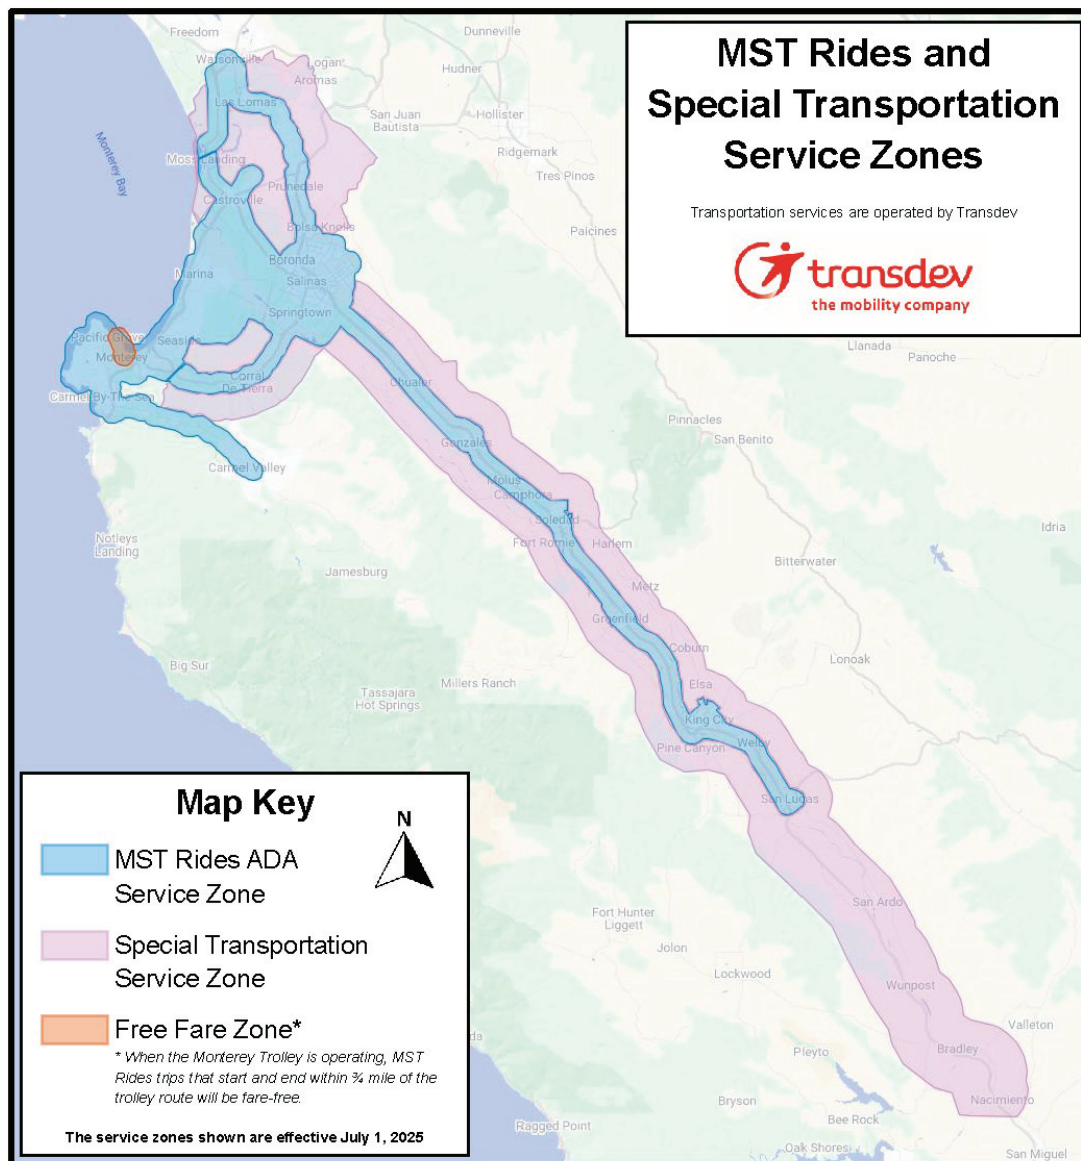 MST Rides and
Special Transportation
Service Zones
Transportation services are operated by Transdev
transdev
the mobility company
Freedom
Dunneville
Watsonville
Logan
Hudner
Aromas
Las Lomas
San Juan
Bautista
Hollister
Ridgemark
Monterey Bay
Moss Landing
Tres Pinos
Prunedale
Castroville
Bolsa Knolls
Paicines
Boronda
Marina
Salinas
Springtown
Pacific Grove
Seaside
Monterey
Llanada
Panoche
Corral
De Tierra
Chualar
Carmel By The Sea
Pinnacles
San Benito
Gonzales
Carmel Valley
Molus
Camphora
Soledad
Idria
Notleys
Landing
Fort Romie
Harlem
Bitterwater
Jamesburg
Metz
Greenfield
Coburn
Lonoak
Big Sur
Millers Ranch
Elsa
Tassajara
Hot Springs
King City
Welby
Pine Canyon
San Lucas
San Ardo
Fort Hunter
Liggett
Jolon
Lockwood
Wunpost
Valleton
Pleyto
Bradley
Bryson
Nacimiento
Bee Rock
Ragged Point
Oak Shores
San Miguel
Map Key
N
MST Rides ADA
Service Zone
Special Transportation
Service Zone
Free Fare Zone*
* When the Monterey Trolley is operating, MST
Rides trips that start and end within ¾ mile of the
trolley route will be fare-free.
The service zones shown are effective July 1, 2025